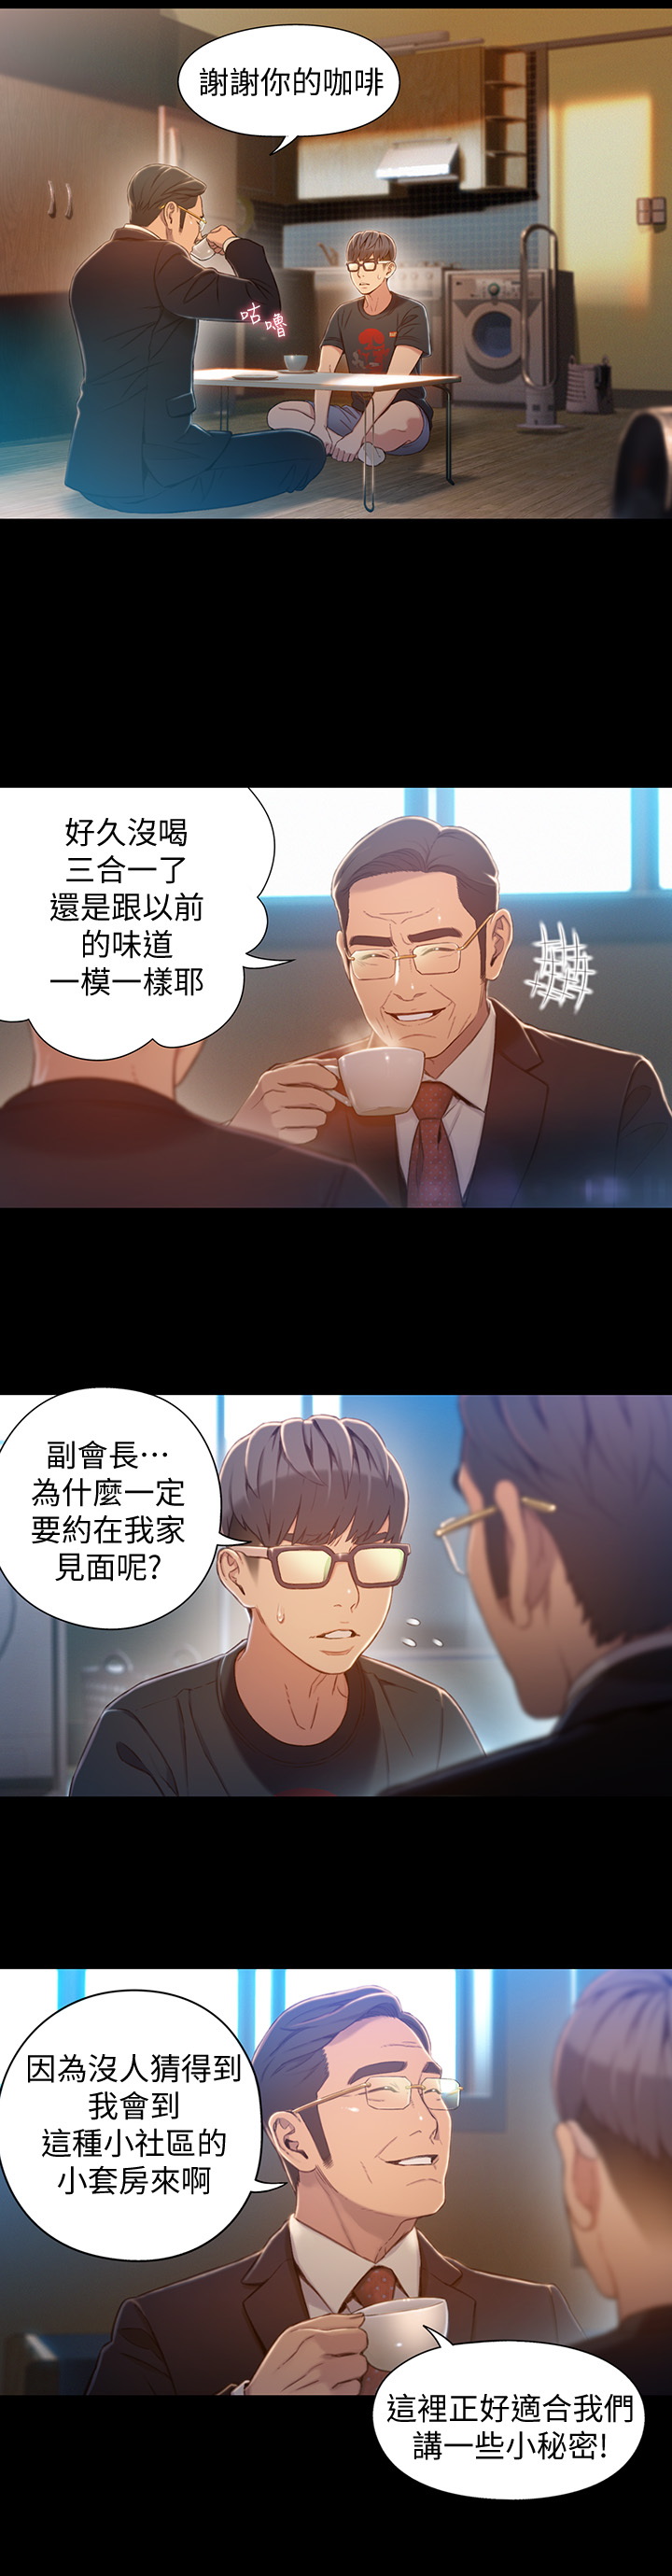 謝謝你的咖啡
咕嚕
好久沒喝
三合一了
還是跟以前
的味道
一模一樣耶
副會長…
為什麼一定
要約在我家
見面呢?
因為沒人猜得到
我會到
這種小社區的
小套房來啊
這裡正好適合我們
講一些小秘密!